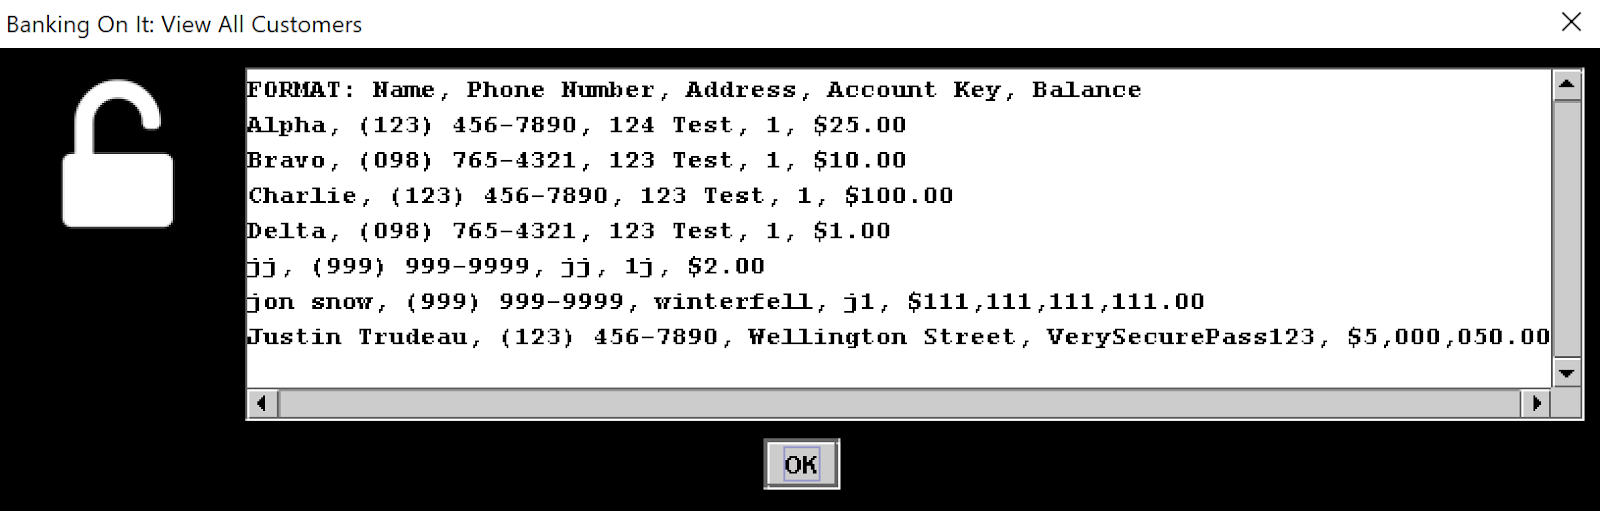 Banking On It: View All Customers
FORMAT: Name, Phone Number, Address, Account Key, Balance
Alpha, (123) 456-7890, 124 Test, 1, $25.00
Bravo, (098) 765-4321, 123 Test, 1, $10.00
Charlie, (123) 456-7890, 123 Test, 1, $100.00
Delta, (098) 765-4321, 123 Test, 1, $1.00
jj, (999) 999-9999, jj, 1j, $2.00
jon snow, (999) 999-9999, winterfell, j1, $111,111,111,111.00
Justin Trudeau, (123) 456-7890, Wellington Street, VerySecurePass123, $5,000,050.00
OK